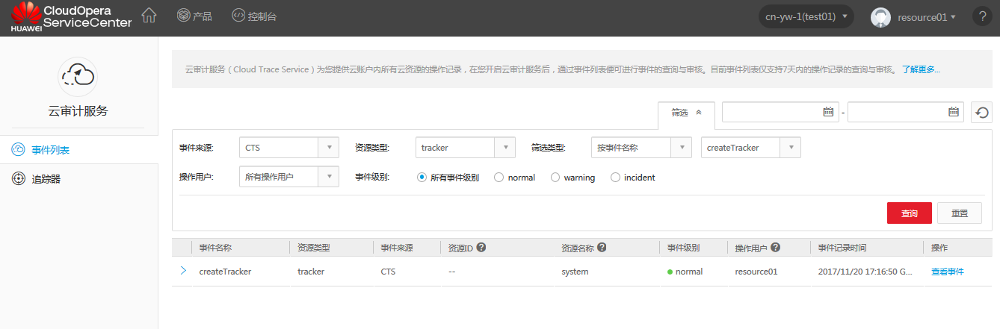 HUAWEI
CloudOpera
ServiceCenter
产品
控制台
cn-yw-1(test01)
resource01
?
云审计服务
事件列表
追踪器
云审计服务（Cloud Trace Service）为您提供云账户内所有云资源的操作记录，在您开启云审计服务后，通过事件列表便可进行事件的查询与审核。目前事件列表仅支持7天内的操作记录的查询与审核。 了解更多...
筛选 -
事件来源: CTS 资源类型: tracker 筛选类型: 按事件名称 createTracker
操作用户: 所有操作用户 事件级别: 所有事件级别 normal warning incident
查询 重置
事件名称 资源类型 事件来源 资源ID ? 资源名称 ? 事件级别 操作用户 ? 事件记录时间 操作
createTracker tracker CTS -- system normal resource01 2017/11/20 17:16:50 G... 查看事件